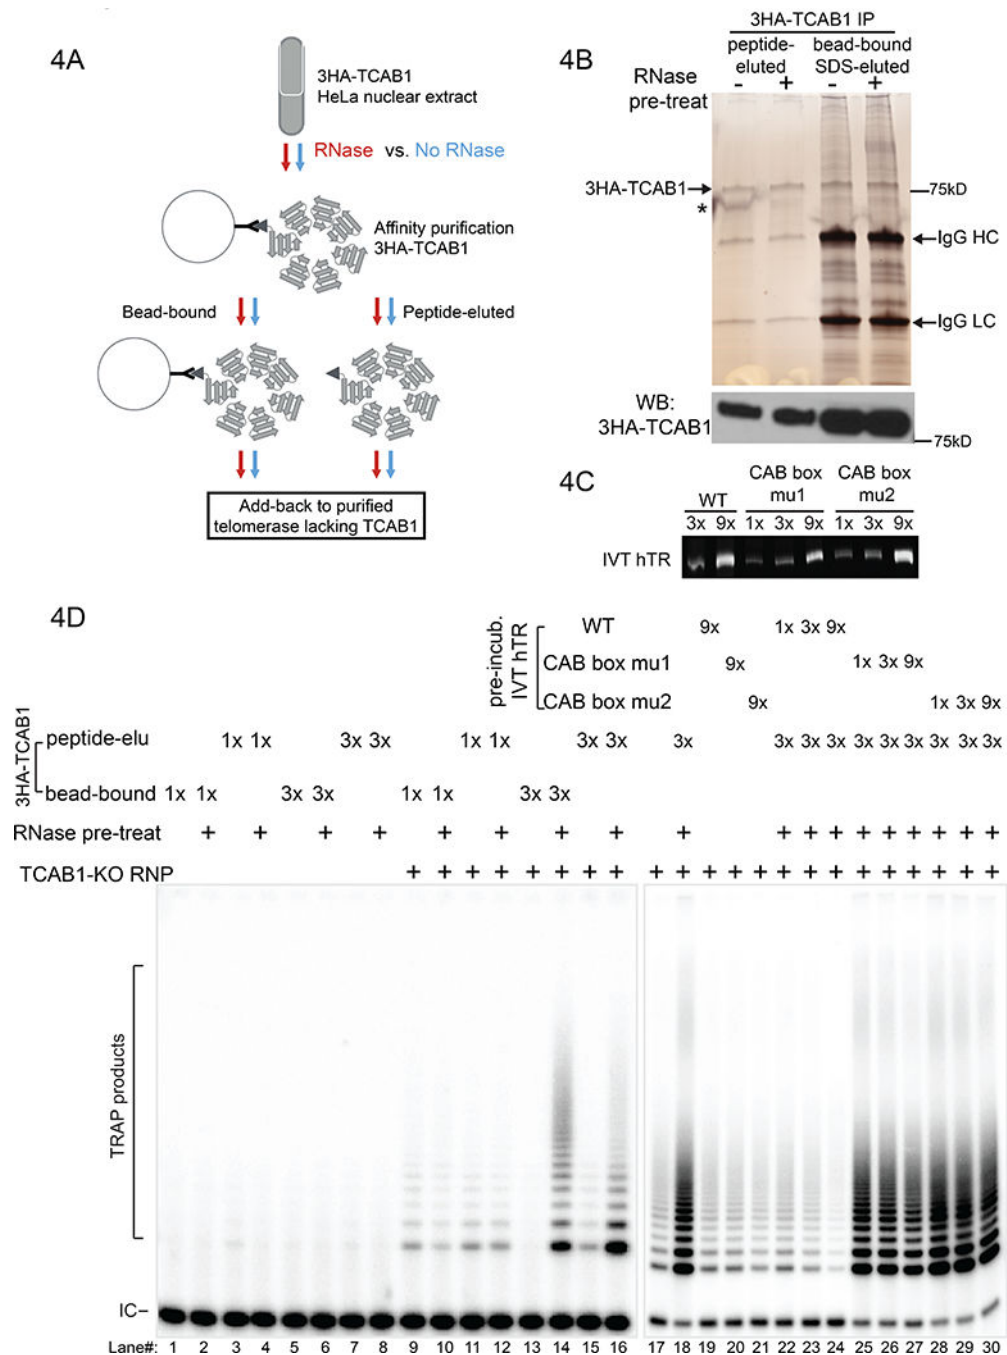 4A
3HA-TCAB1
HeLa nuclear extract
RNase vs. No RNase
Affinity purification
3HA-TCAB1
Bead-bound
Peptide-eluted
Add-back to purified
telomerase lacking TCAB1
4B
3HA-TCAB1 IP
peptide-
eluted
bead-bound
SDS-eluted
RNase
pre-treat
- + - +
3HA-TCAB1
*
75kD
IgG HC
IgG LC
WB:
3HA-TCAB1
75kD
4C
WT
CAB box
mu1
CAB box
mu2
3x 9x 1x 3x 9x 1x 3x 9x
IVT hTR
4D
pre-incub.
IVT hTR
WT 9x 1x 3x 9x
CAB box mu1 9x 1x 3x 9x
CAB box mu2 9x 1x 3x 9x
3HA-TCAB1
peptide-elu 1x 1x 3x 3x 1x 1x 3x 3x 3x 3x 3x 3x 3x 3x 3x 3x 3x 3x
bead-bound 1x 1x 3x 3x 1x 1x 3x 3x
RNase pre-treat + + + + + + + + + + + + + + + + + +
TCAB1-KO RNP + + + + + + + + + + + + + + + + + + + + + +
TRAP products
IC–
Lane#: 1 2 3 4 5 6 7 8 9 10 11 12 13 14 15 16 17 18 19 20 21 22 23 24 25 26 27 28 29 30